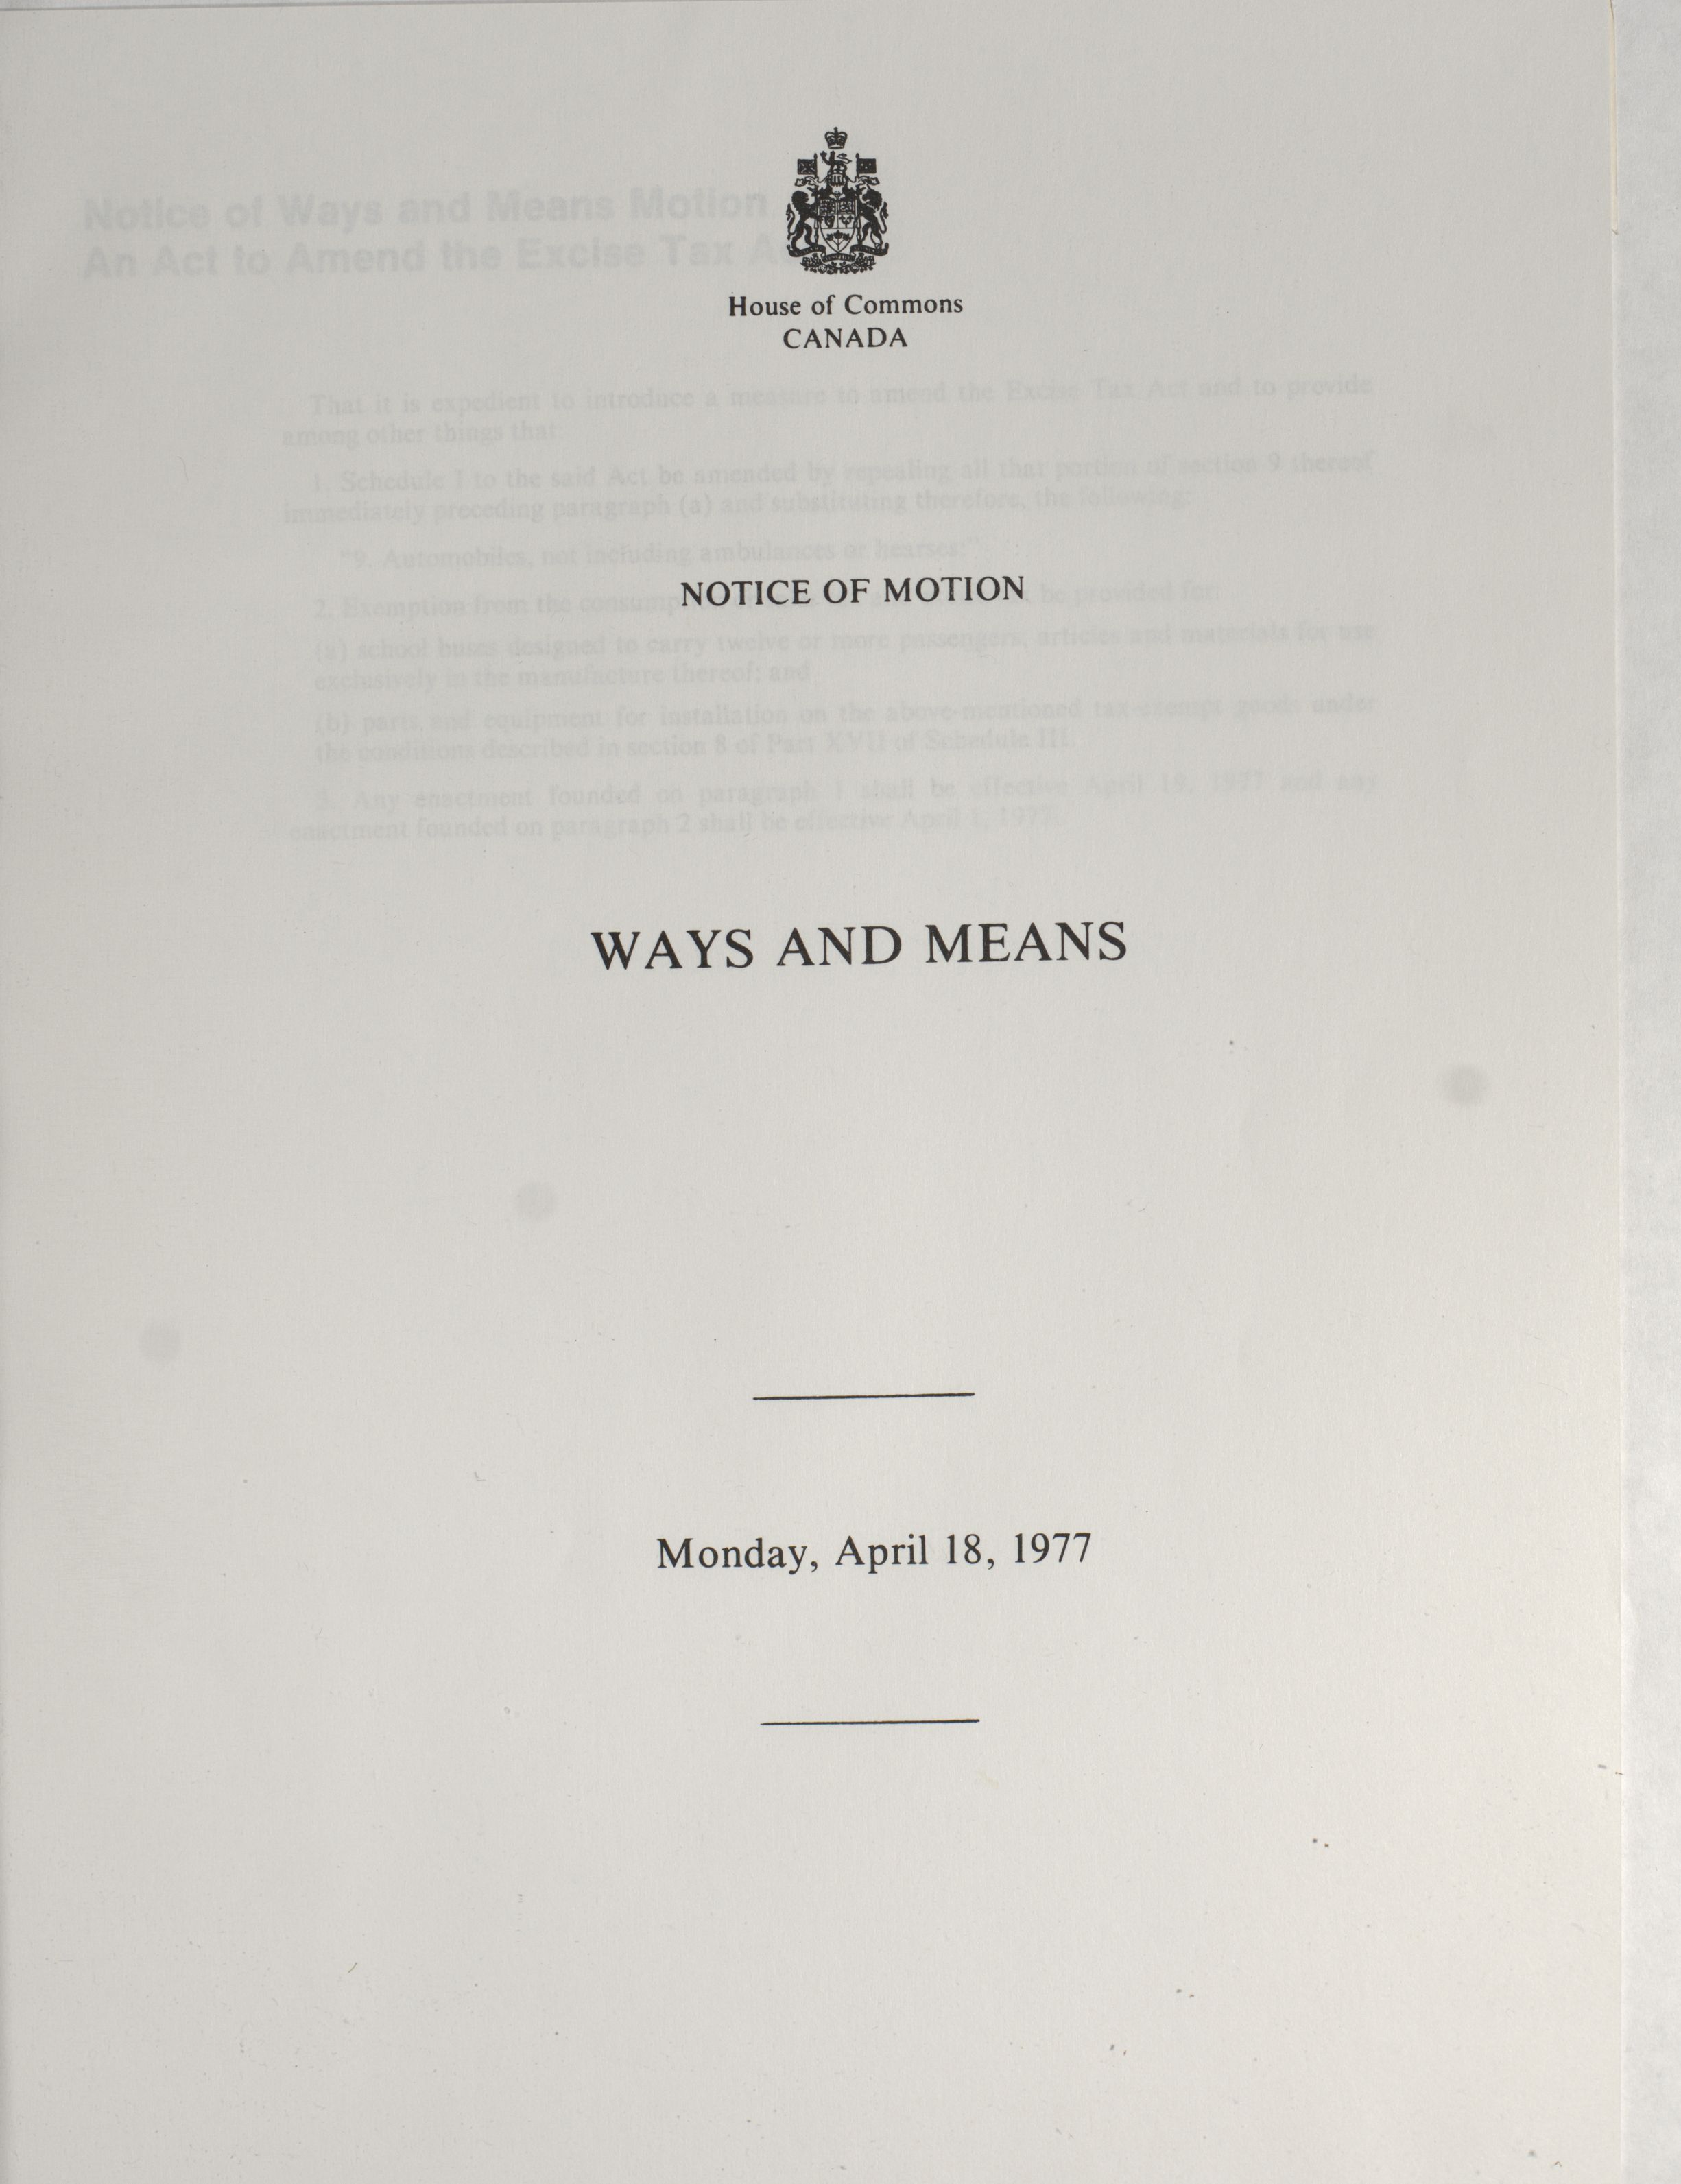 House of Commons
CANADA
Notice of Ways and Means Motion
An Act to Amend the Excise Tax
That it is expedient to introduce a measure to amend the Excise Tax Act and to provide
among other things that
1. Schedule I to the said Act be amended by repealing all that portion of section 9 thereof
immediately preceding paragraph (a) and substituting therefore, the following:
"9. Automobiles, not including ambulances or hearses:"
NOTICE OF MOTION
2. Exemption from the be provided for
(a) school buses designed to carry twelve or more passengers; articles and materials for use
exclusively in the manufacture thereof; and
(b) parts and equipment for installation on the above-mentioned tax-exempt goods under
the conditions described in section 8 of Part XVII of Schedule III
3. Any enactment founded on paragraph 1 shall be effective April 19, 1977 and any
enactment founded on paragraph 2 shall be effective April 1, 1977.
WAYS AND MEANS
Monday, April 18, 1977